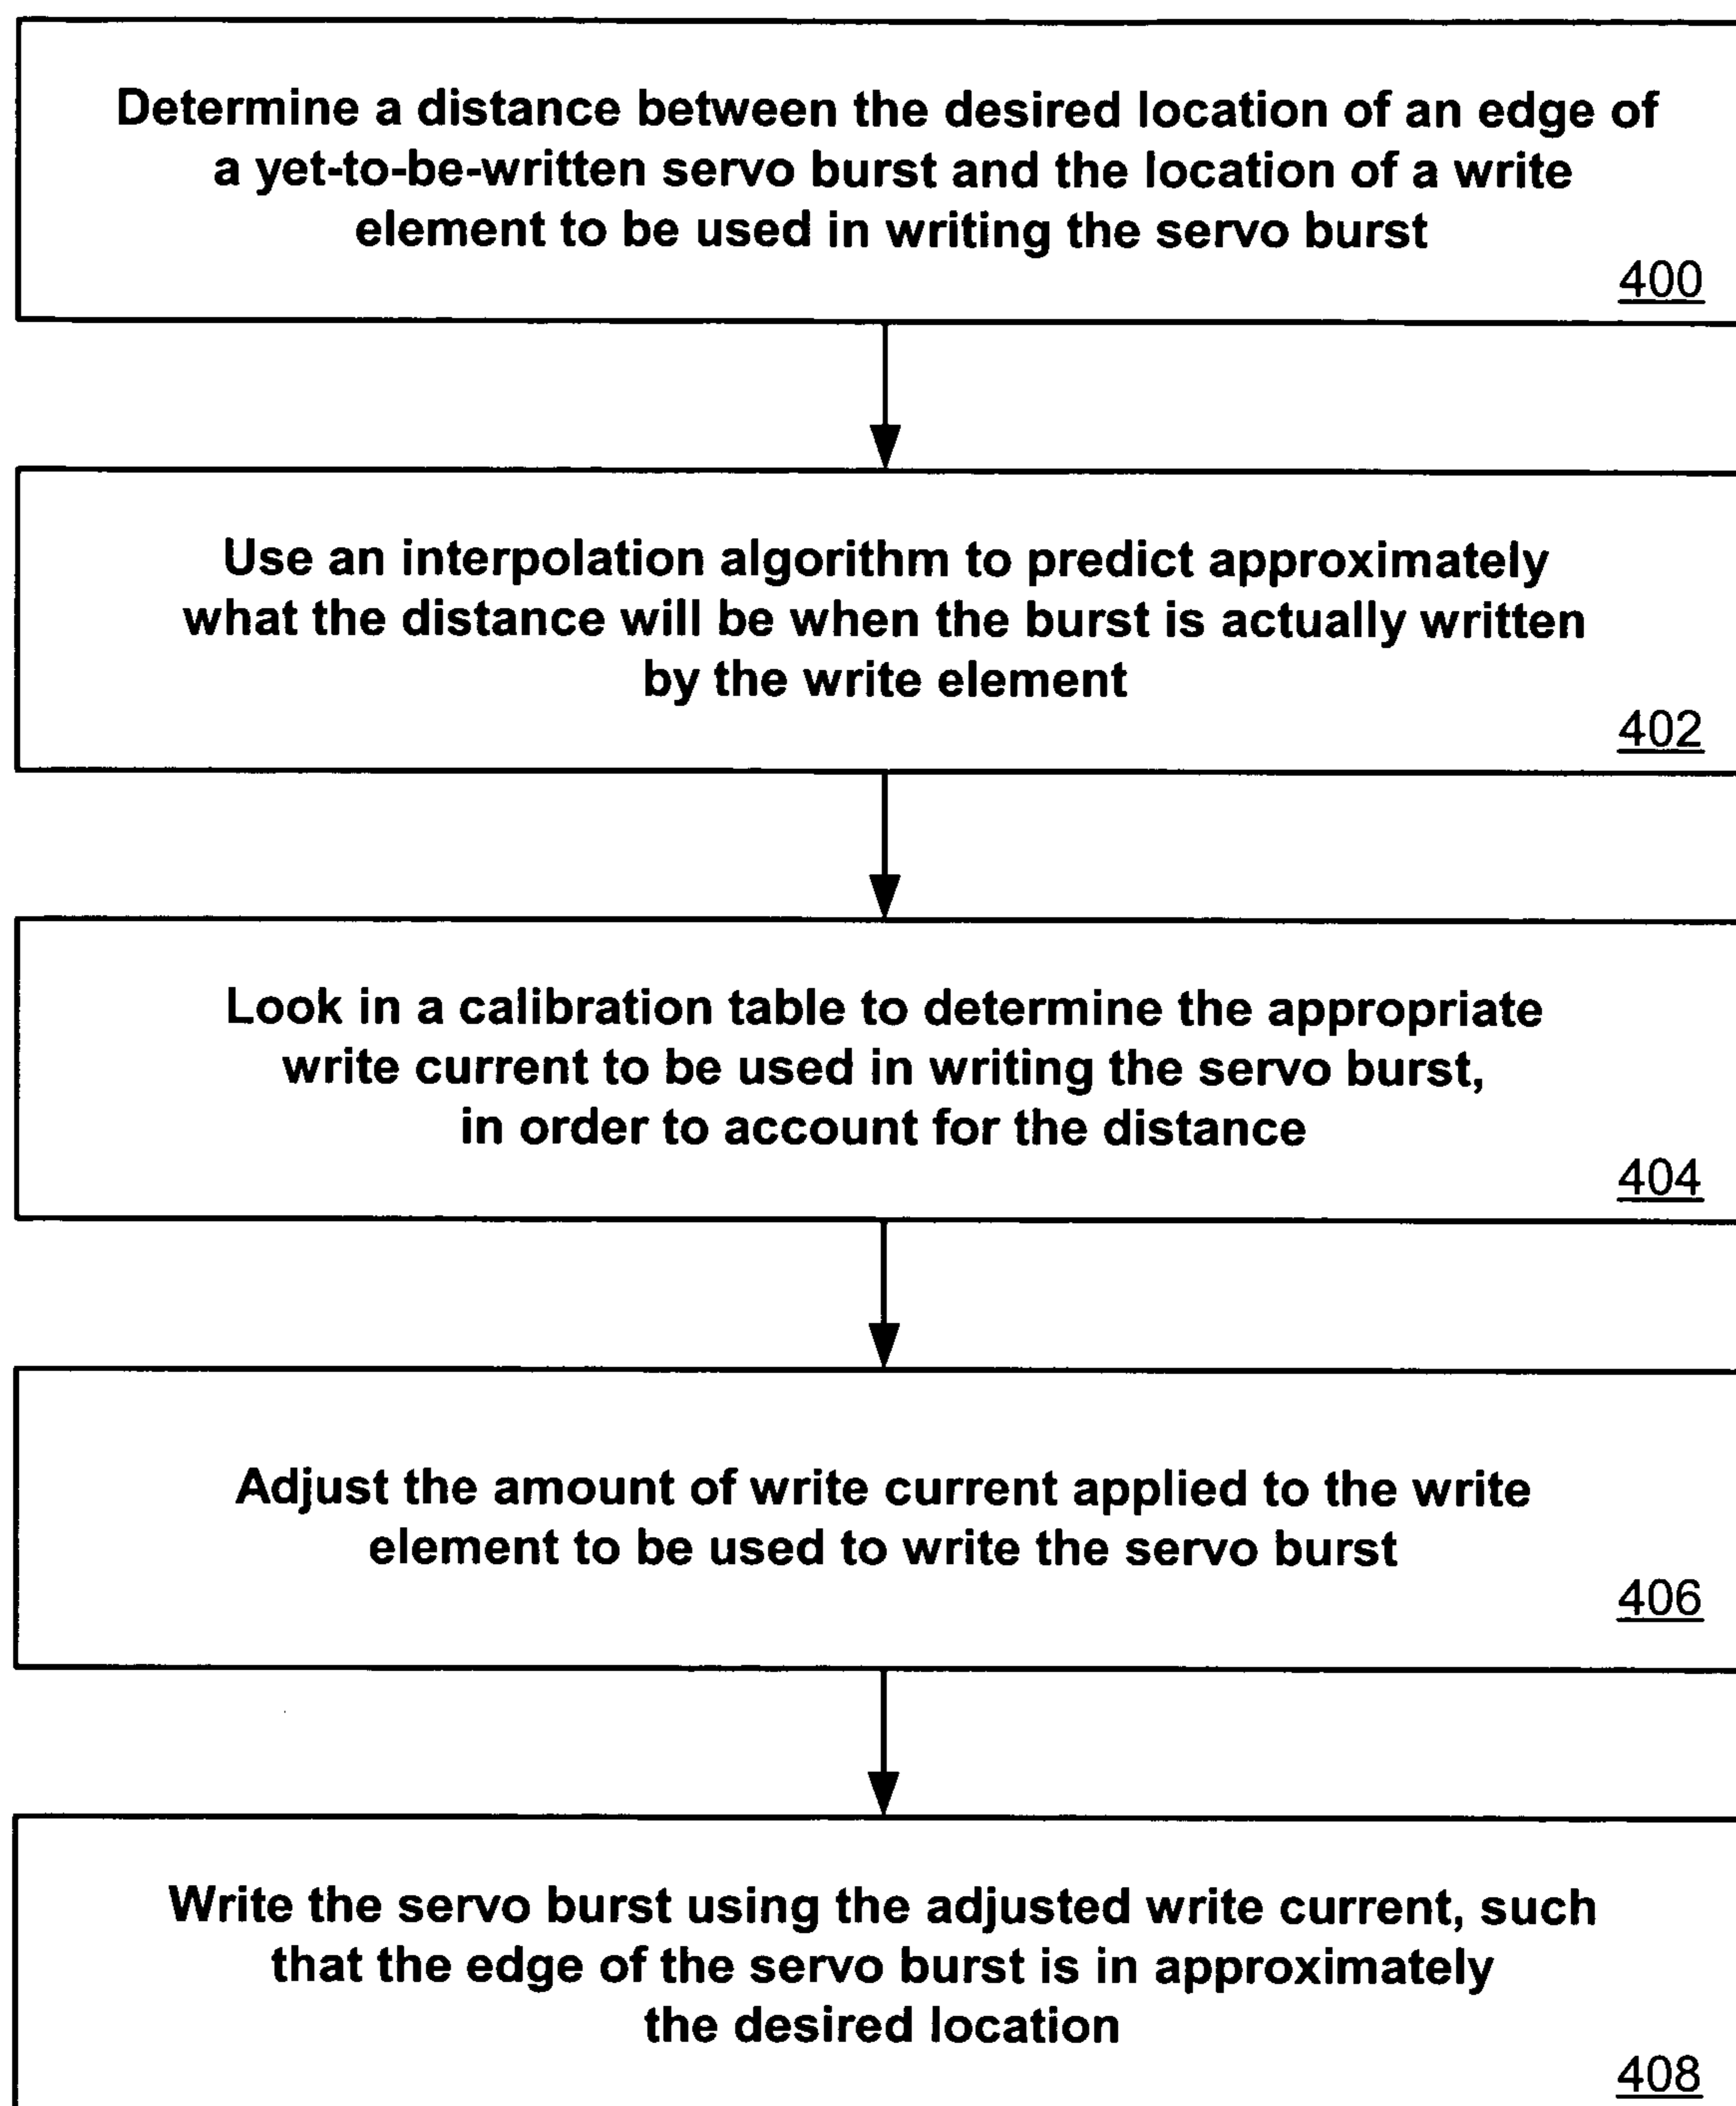 Determine a distance between the desired location of an edge of
a yet-to-be-written servo burst and the location of a write
element to be used in writing the servo burst
400
Use an interpolation algorithm to predict approximately
what the distance will be when the burst is actually written
by the write element
402
Look in a calibration table to determine the appropriate
write current to be used in writing the servo burst,
in order to account for the distance
404
Adjust the amount of write current applied to the write
element to be used to write the servo burst
406
Write the servo burst using the adjusted write current, such
that the edge of the servo burst is in approximately
the desired location
408